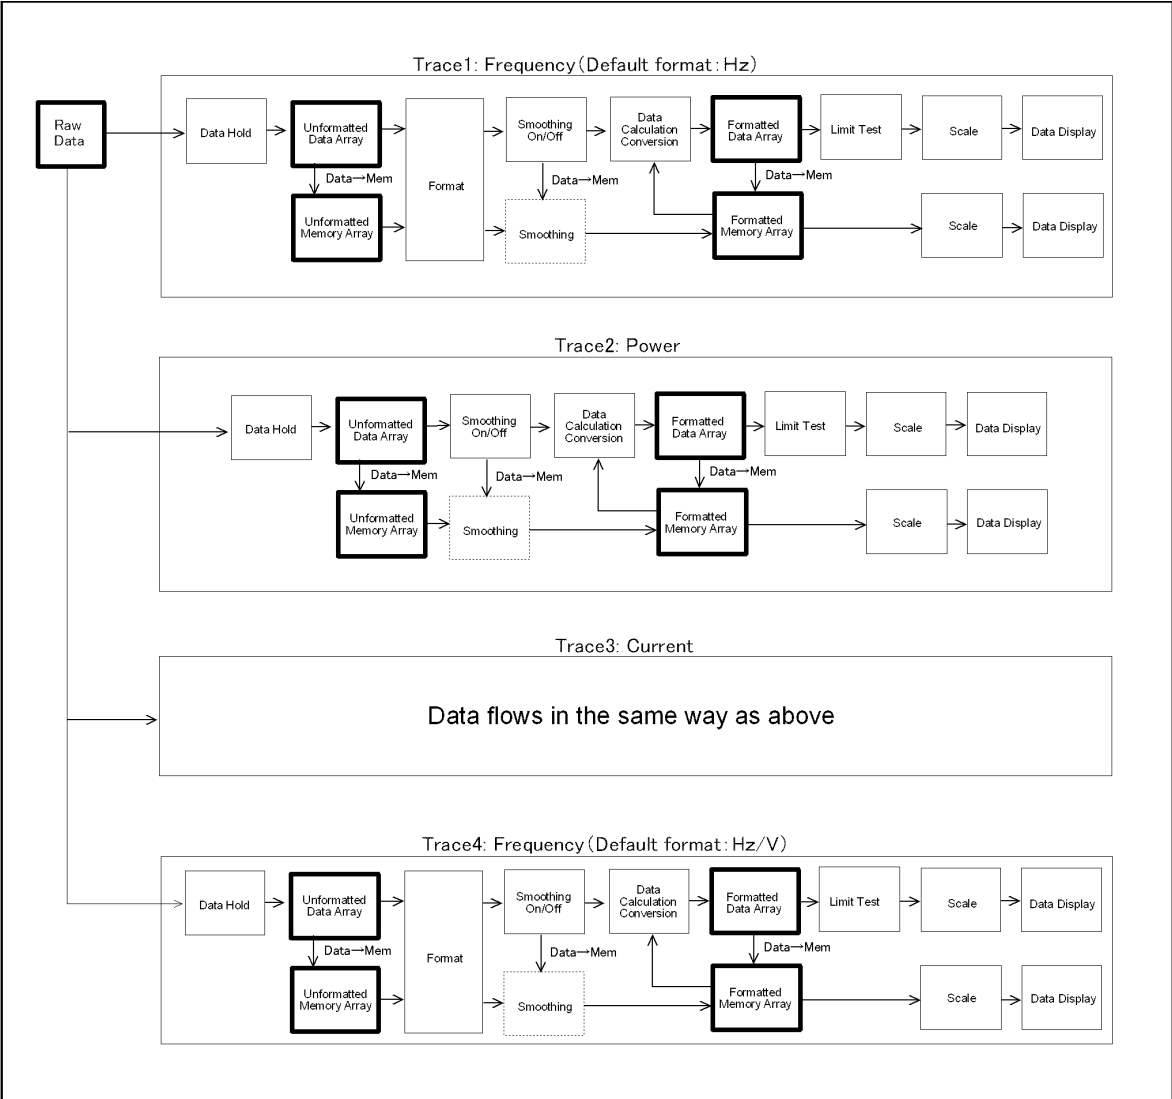 Trace1: Frequency(Default format:Hz)
Raw
Data
Data Hold
Unformatted
Data Array
Format
Smoothing
On/Off
Data
Calculation
Conversion
Formatted
Data Array
Limit Test
Scale
Data Display
Data→Mem
Data→Mem
Data→Mem
Unformatted
Memory Array
Smoothing
Formatted
Memory Array
Scale
Data Display
Trace2: Power
Data Hold
Unformatted
Data Array
Smoothing
On/Off
Data
Calculation
Conversion
Formatted
Data Array
Limit Test
Scale
Data Display
Data→Mem
Data→Mem
Data→Mem
Unformatted
Memory Array
Smoothing
Formatted
Memory Array
Scale
Data Display
Trace3: Current
Data flows in the same way as above
Trace4: Frequency(Default format:Hz/V)
Data Hold
Unformatted
Data Array
Format
Smoothing
On/Off
Data
Calculation
Conversion
Formatted
Data Array
Limit Test
Scale
Data Display
Data→Mem
Data→Mem
Data→Mem
Unformatted
Memory Array
Smoothing
Formatted
Memory Array
Scale
Data Display